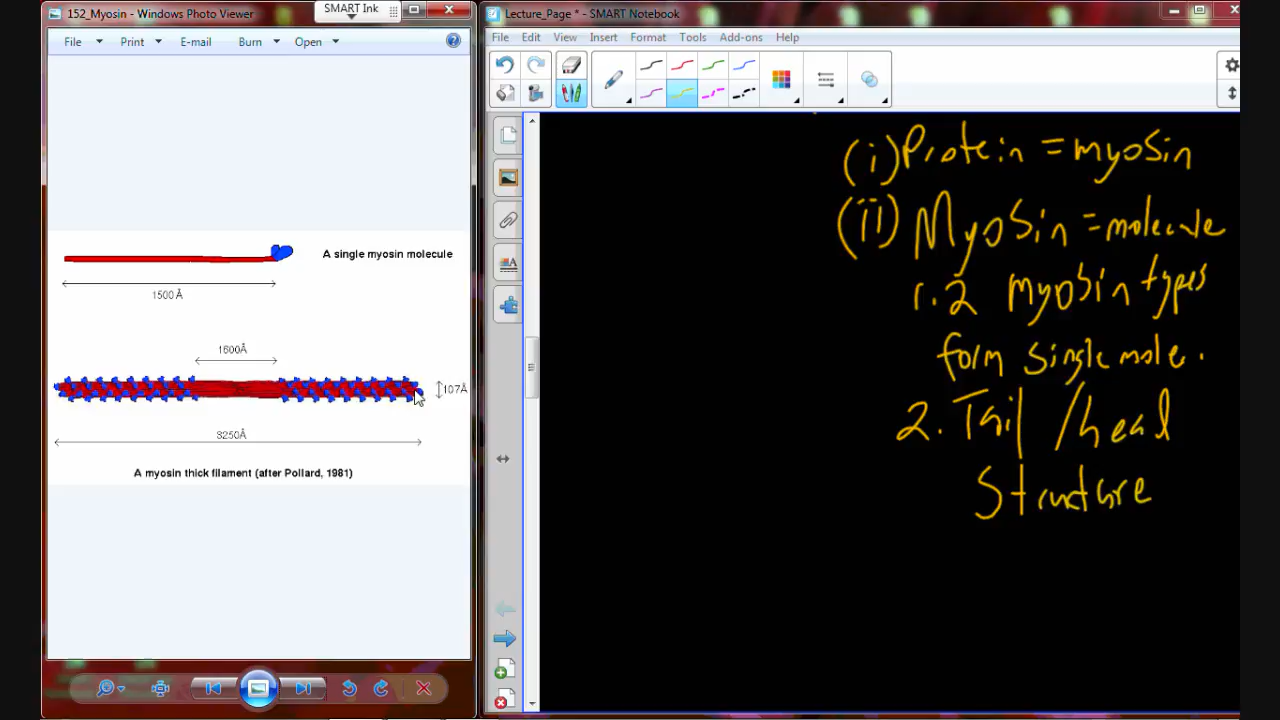 152_Myosin - Windows Photo Viewer
SMART Ink
File Print E-mail Burn Open
A single myosin molecule
1500Å
1600Å
107Å
3250Å
A myosin thick filament (after Pollard, 1981)
Lecture_Page * - SMART Notebook
File Edit View Insert Format Tools Add-ons Help
(i) Protein = myosin
(ii) Myosin = molecule
1. 2 myosin types
form single mole.
2. Tail / head
Structure